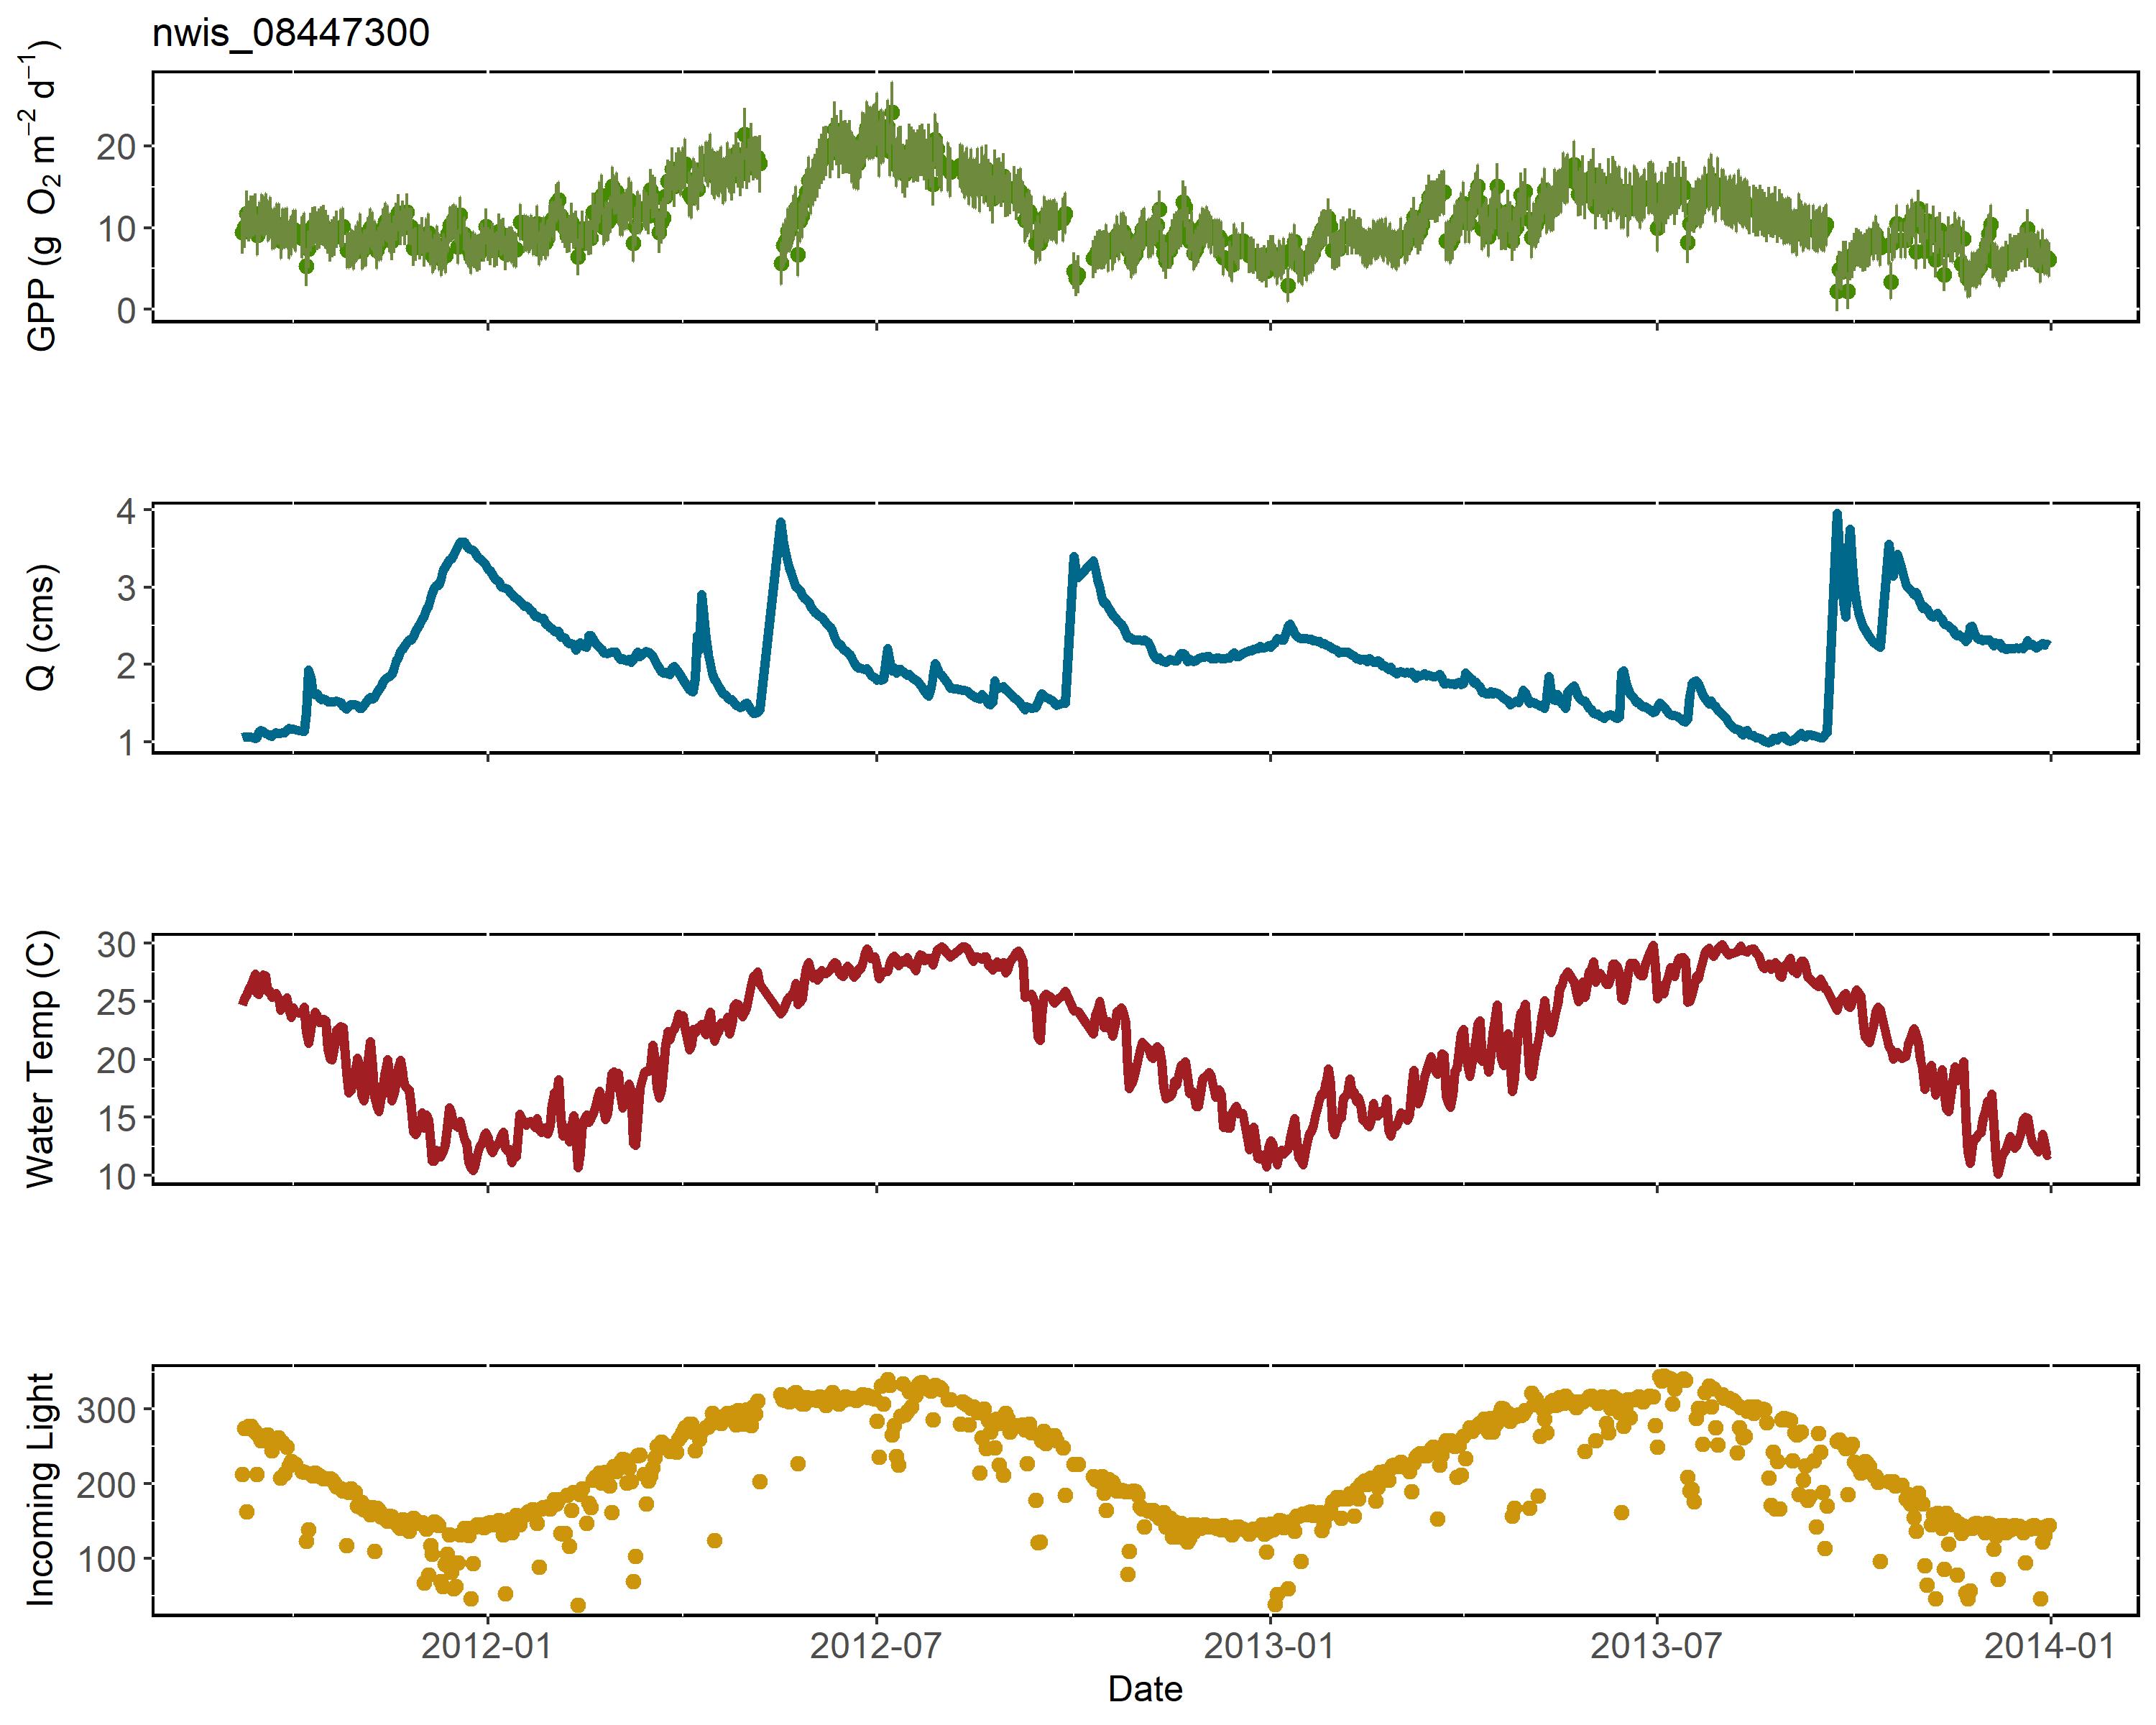 nwis_08447300
GPP (g O₂ m⁻² d⁻¹)
20
10
0
Q (cms)
4
3
2
1
Water Temp (C)
30
25
20
15
10
Incoming Light
300
200
100
2012-01 2012-07 2013-01 2013-07 2014-01
Date